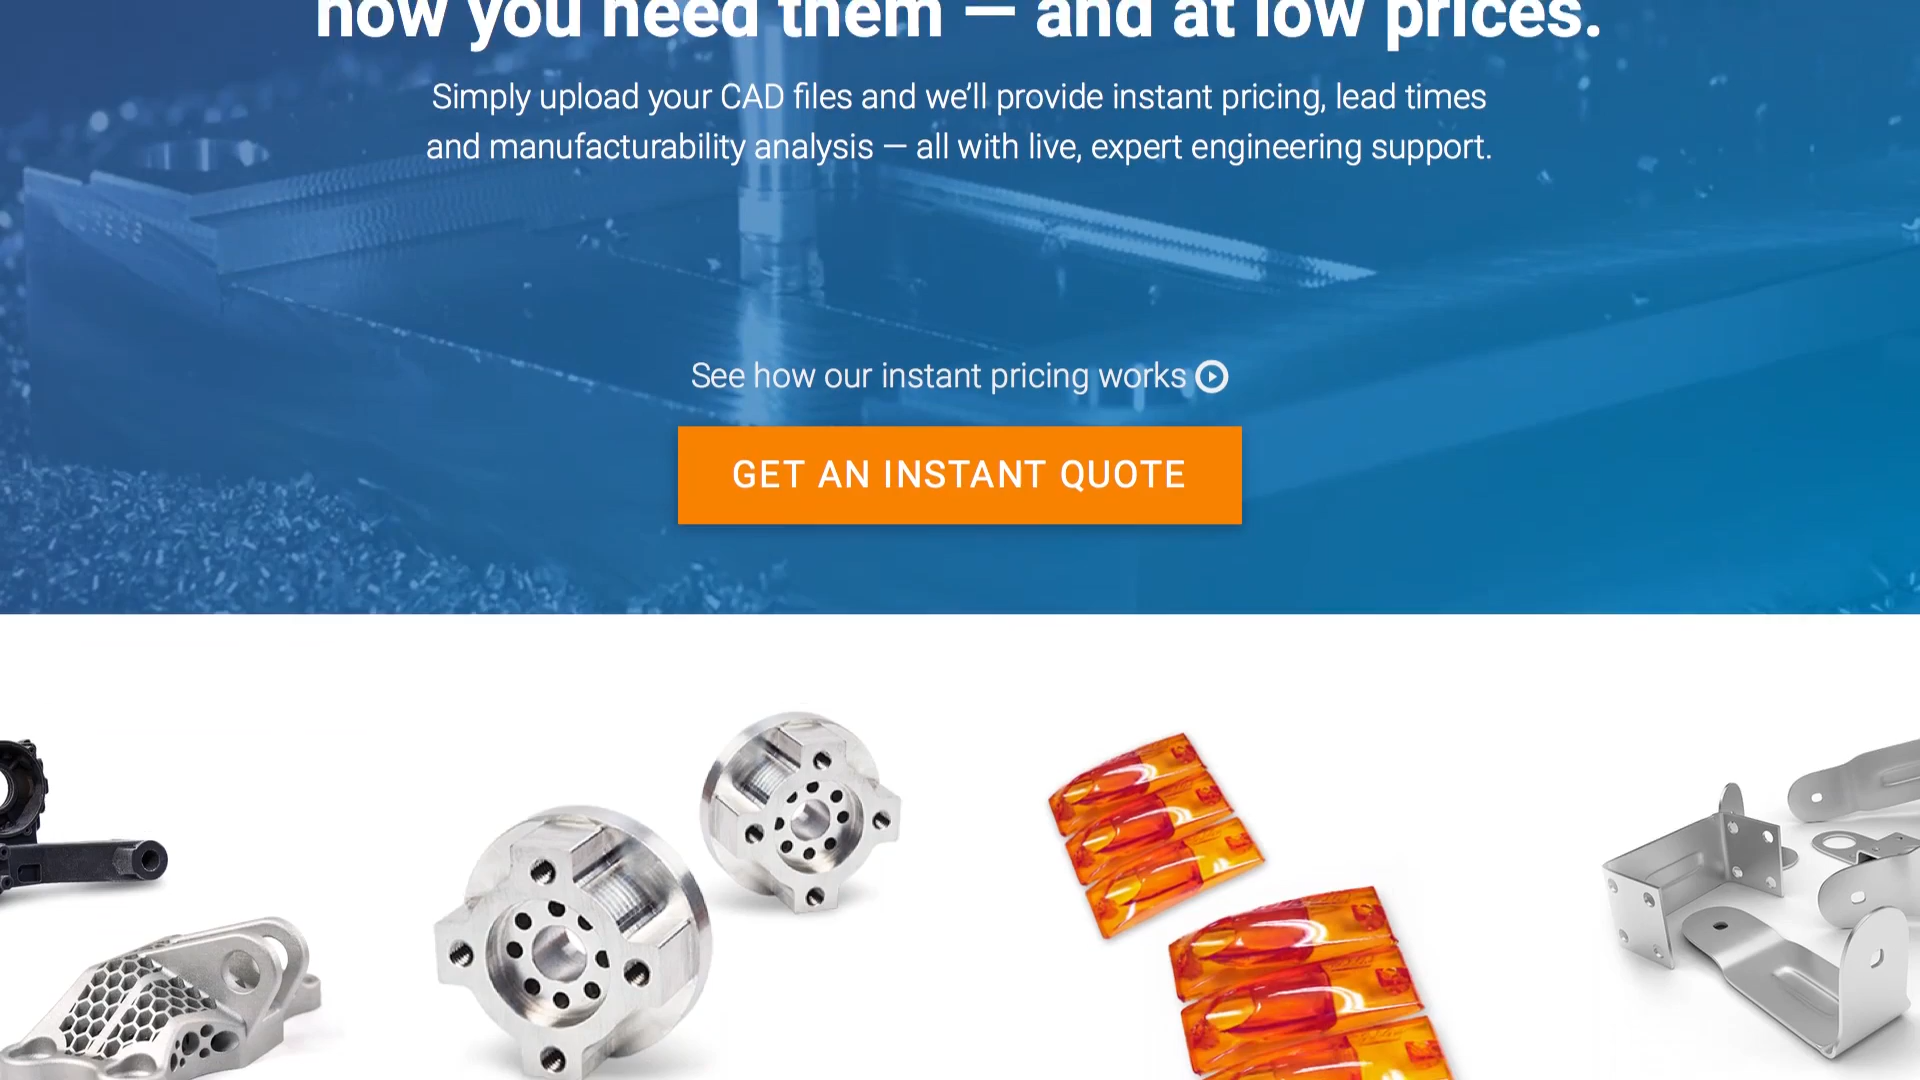 how you need them — and at low prices.
Simply upload your CAD files and we’ll provide instant pricing, lead times
and manufacturability analysis — all with live, expert engineering support.
See how our instant pricing works
GET AN INSTANT QUOTE